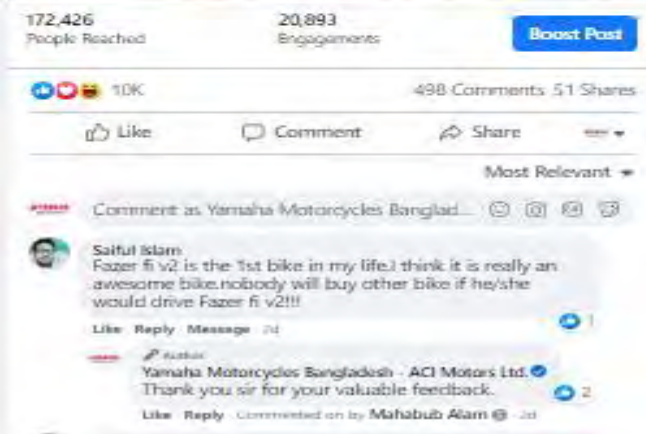 172,426
People Reached
20,893
Engagements
Boost Post
10K
498 Comments 51 Shares
Like
Comment
Share
Most Relevant
Comment as Yamaha Motorcycles Banglad...
Saiful Islam
Fazer fi v2 is the 1st bike in my life.I think it is really an
awesome bike.nobody will buy other bike if he/she
would drive Fazer fi v2!!!
Like Reply Message 2d
1
Author
Yamaha Motorcycles Bangladesh - ACI Motors Ltd.
Thank you sir for your valuable feedback.
2
Like Reply Commented on by Mahabub Alam 2d